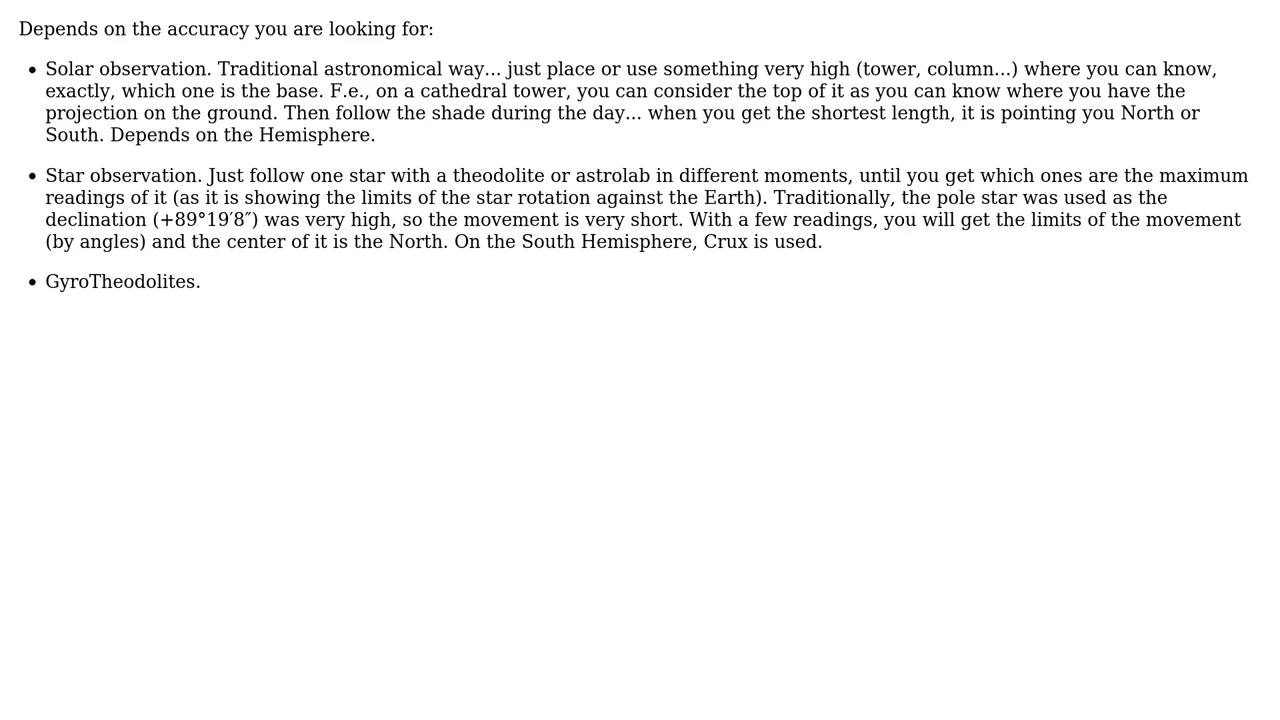 Depends on the accuracy you are looking for:
• Solar observation. Traditional astronomical way... just place or use something very high (tower, column...) where you can know,
exactly, which one is the base. F.e., on a cathedral tower, you can consider the top of it as you can know where you have the
projection on the ground. Then follow the shade during the day... when you get the shortest length, it is pointing you North or
South. Depends on the Hemisphere.
• Star observation. Just follow one star with a theodolite or astrolab in different moments, until you get which ones are the maximum
readings of it (as it is showing the limits of the star rotation against the Earth). Traditionally, the pole star was used as the
declination (+89°19′8″) was very high, so the movement is very short. With a few readings, you will get the limits of the movement
(by angles) and the center of it is the North. On the South Hemisphere, Crux is used.
• GyroTheodolites.